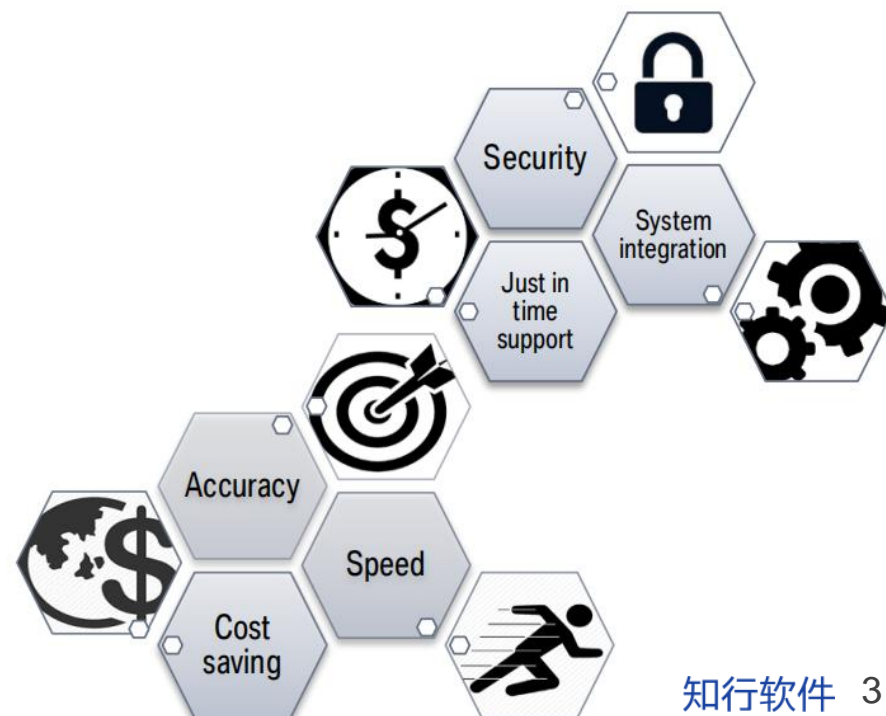 Security
System
integration
Just in
time
support
Accuracy
Speed
Cost
saving
知行软件 3